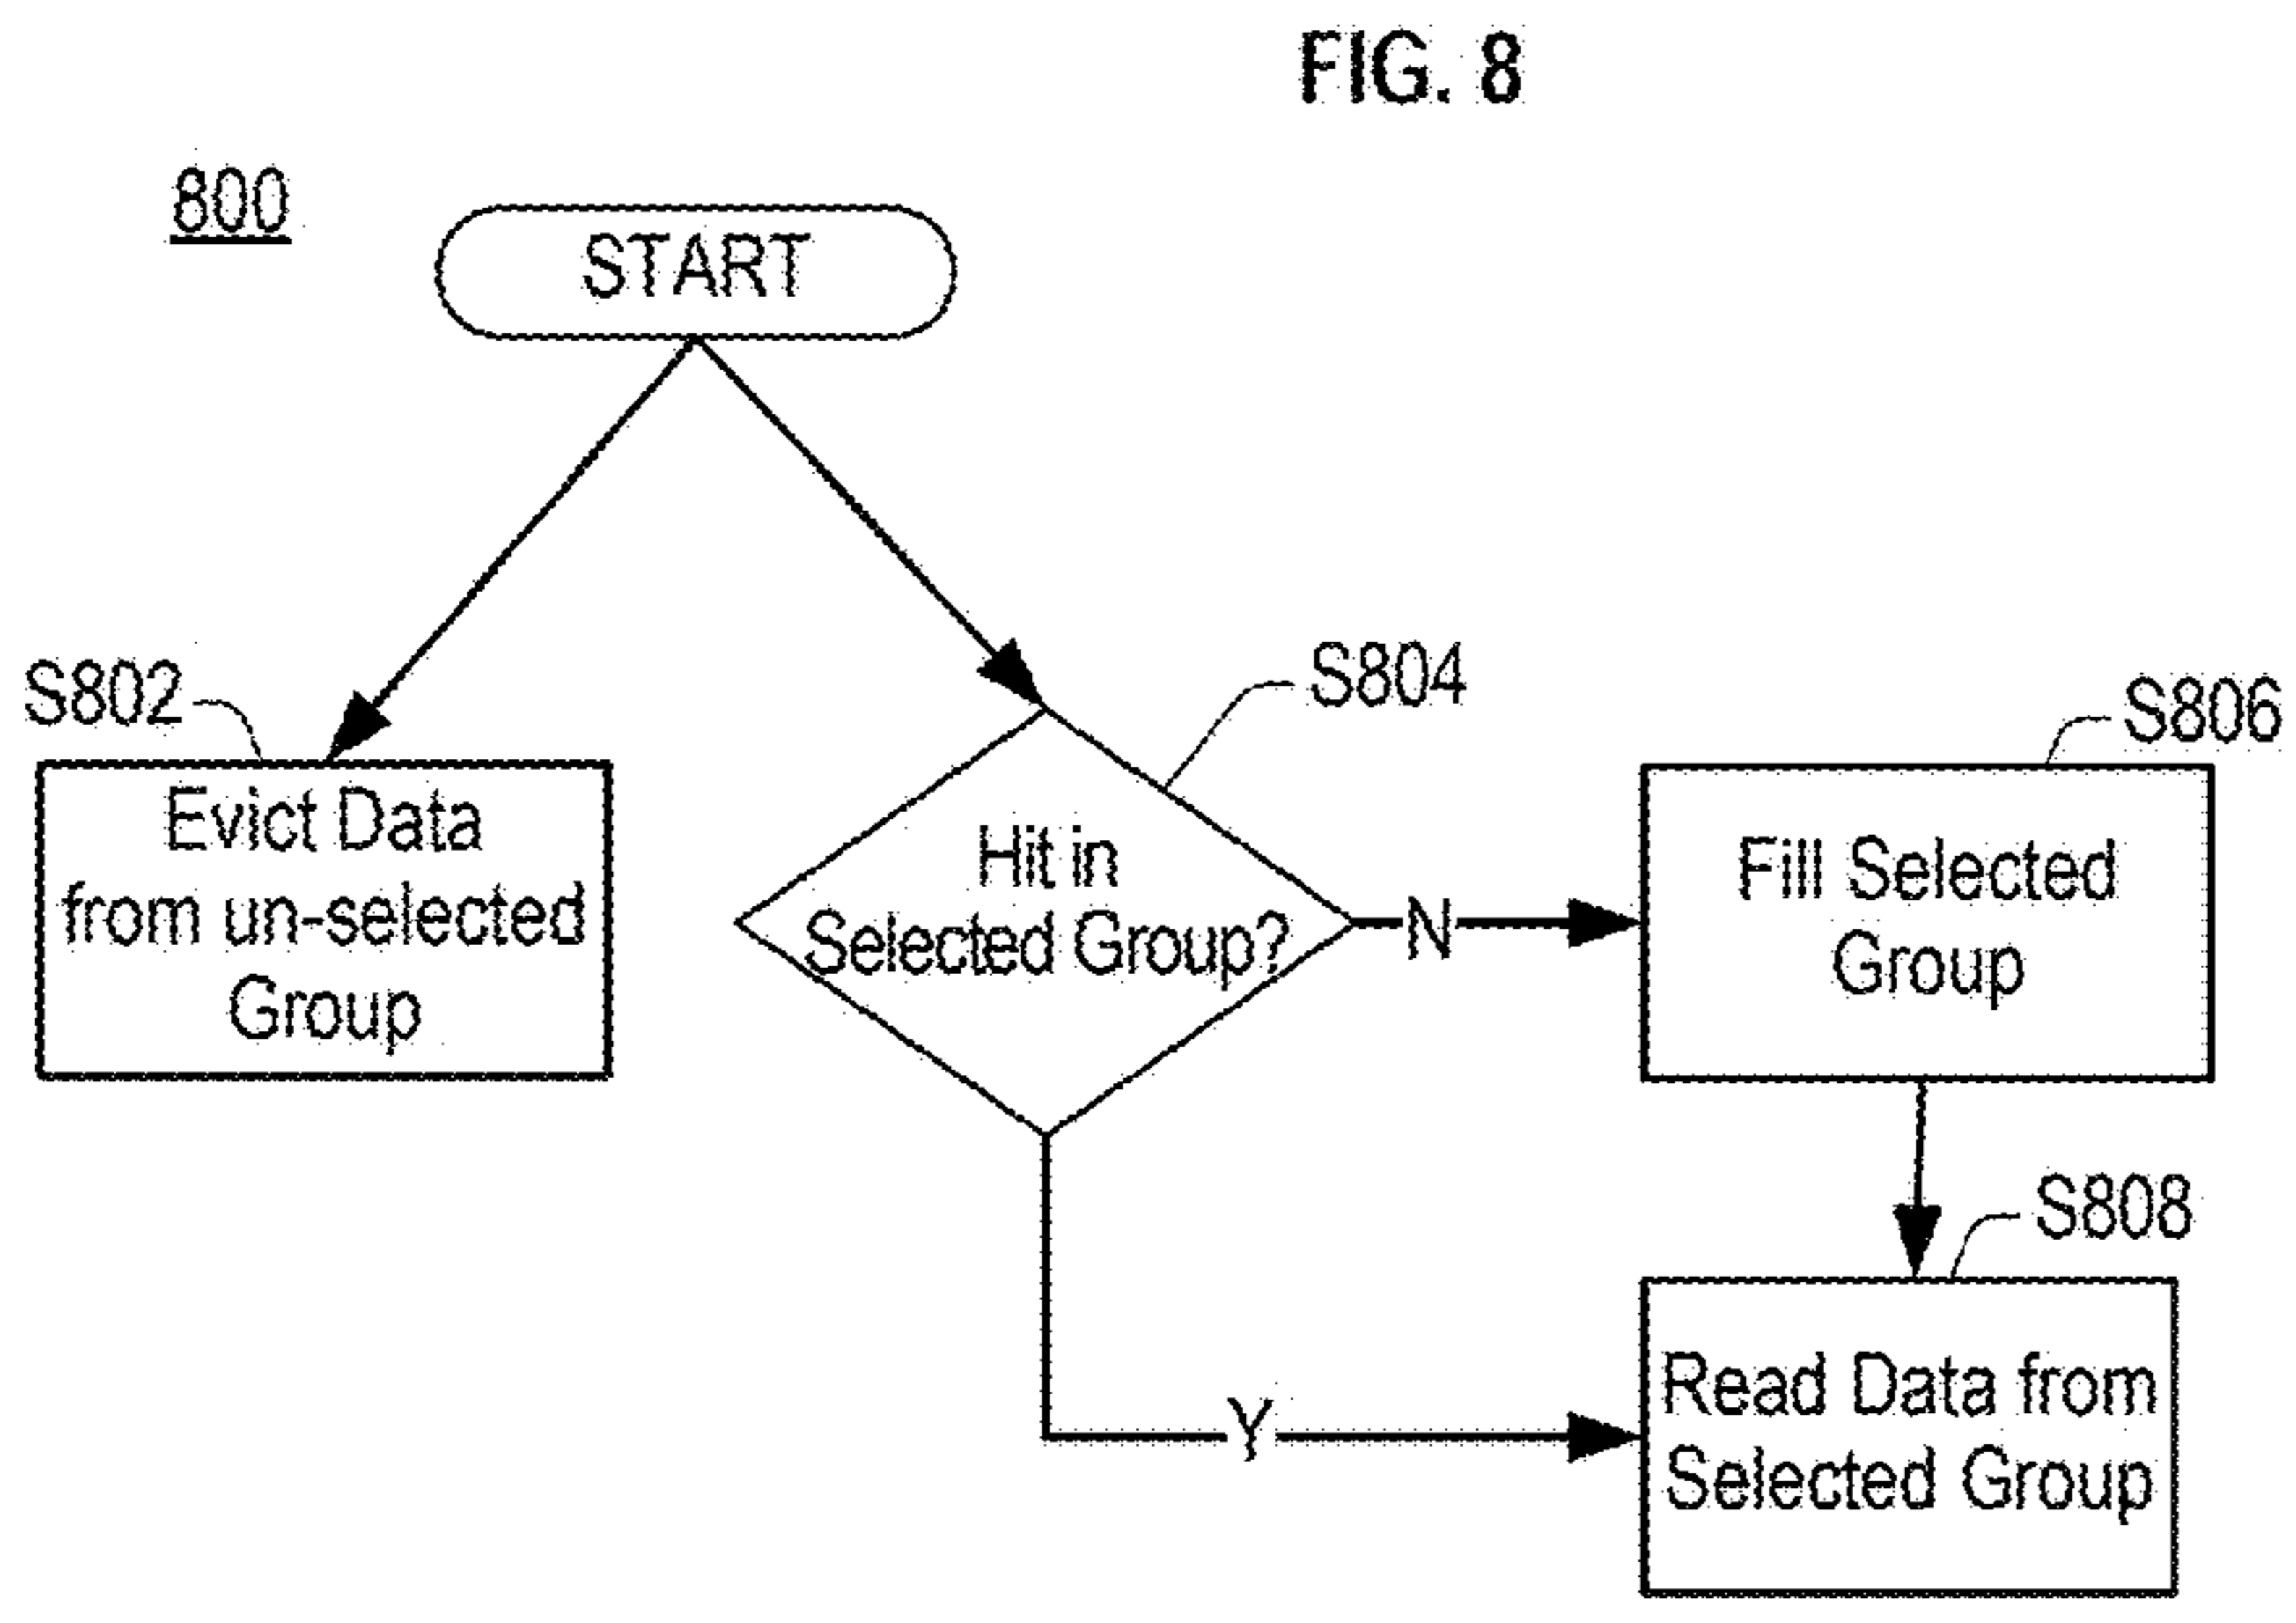 FIG. 8
800
START
S802
S804
S806
Evict Data
from un-selected
Group
Hit in
Selected Group?
N
Fill Selected
Group
S808
Y
Read Data from
Selected Group